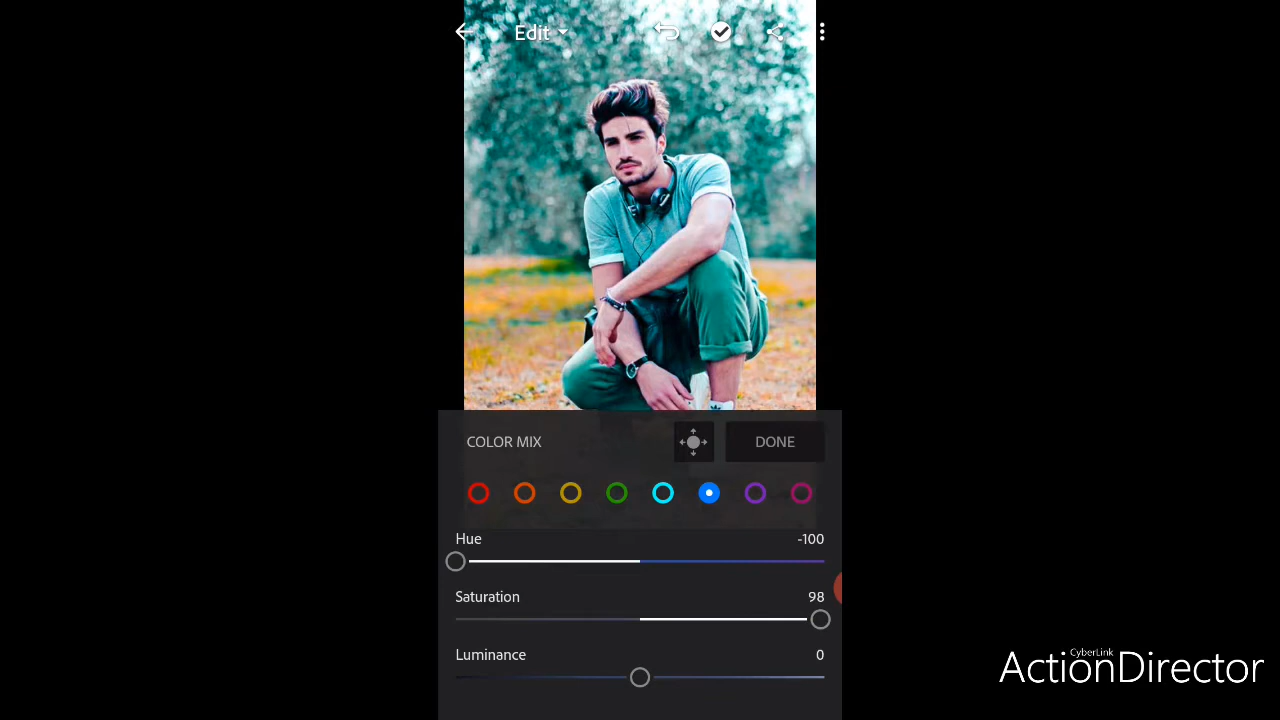 Edit
COLOR MIX
DONE
Hue
-100
Saturation
98
Luminance
0
CyberLink
ActionDirector